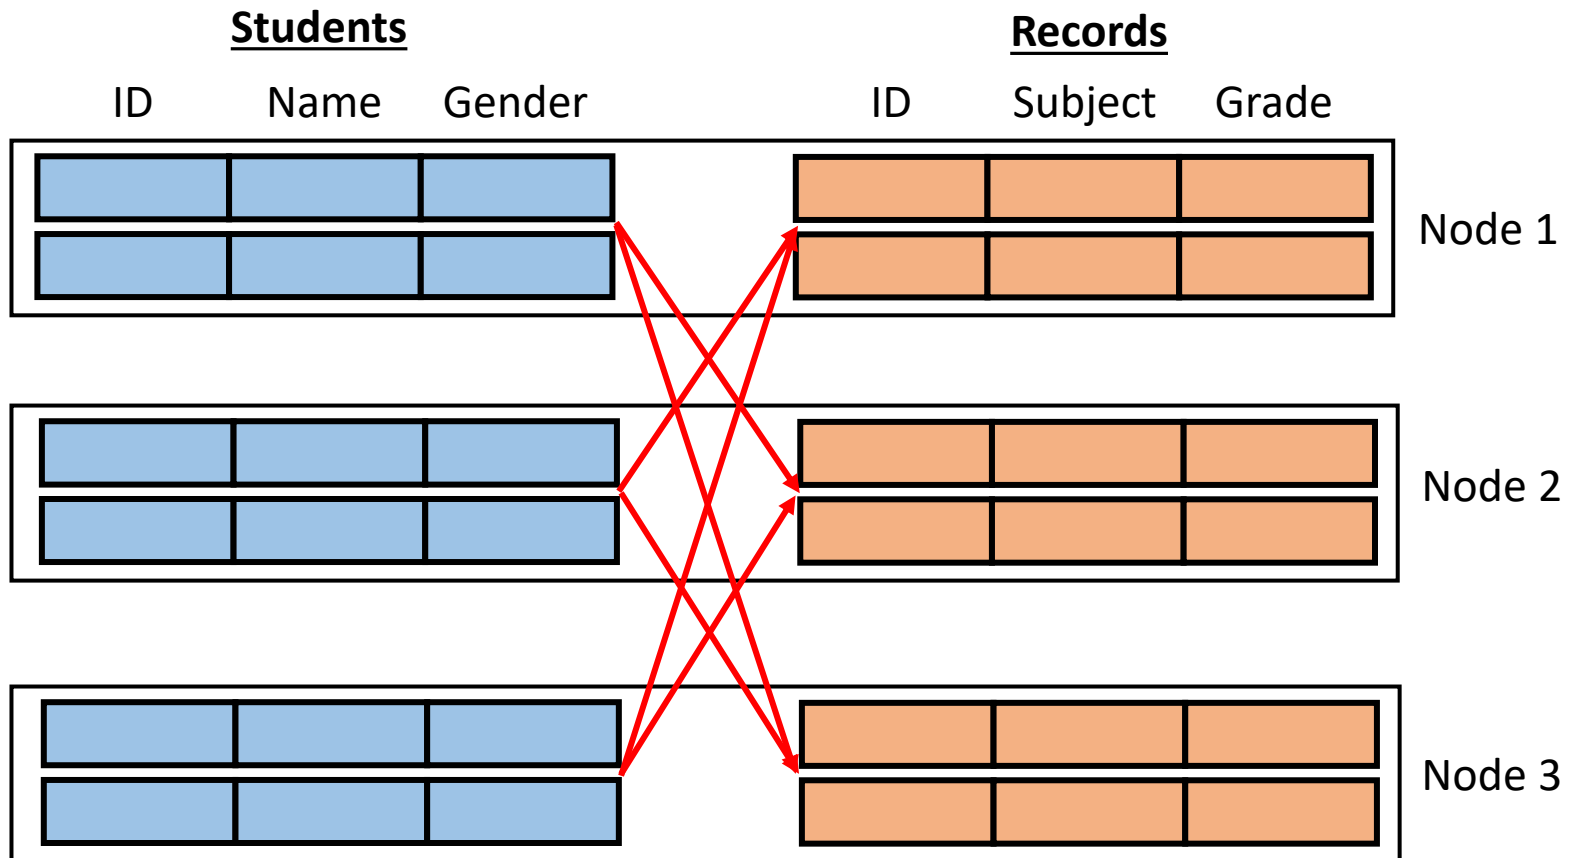 Students Records
ID Name Gender ID Subject Grade
Node 1
Node 2
Node 3